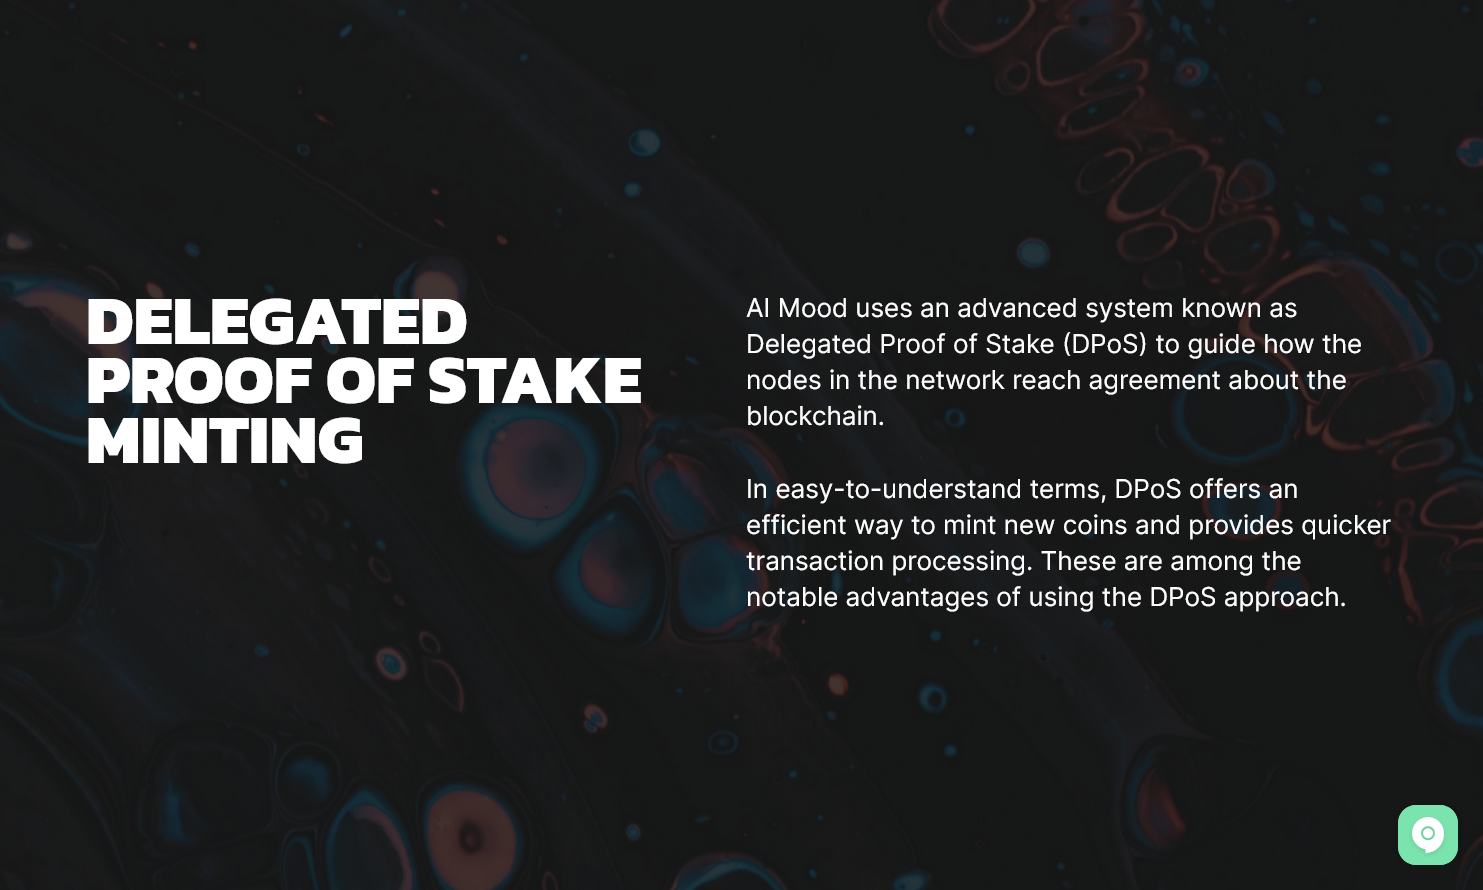 DELEGATED
PROOF OF STAKE
MINTING
AI Mood uses an advanced system known as
Delegated Proof of Stake (DPoS) to guide how the
nodes in the network reach agreement about the
blockchain.
In easy-to-understand terms, DPoS offers an
efficient way to mint new coins and provides quicker
transaction processing. These are among the
notable advantages of using the DPoS approach.